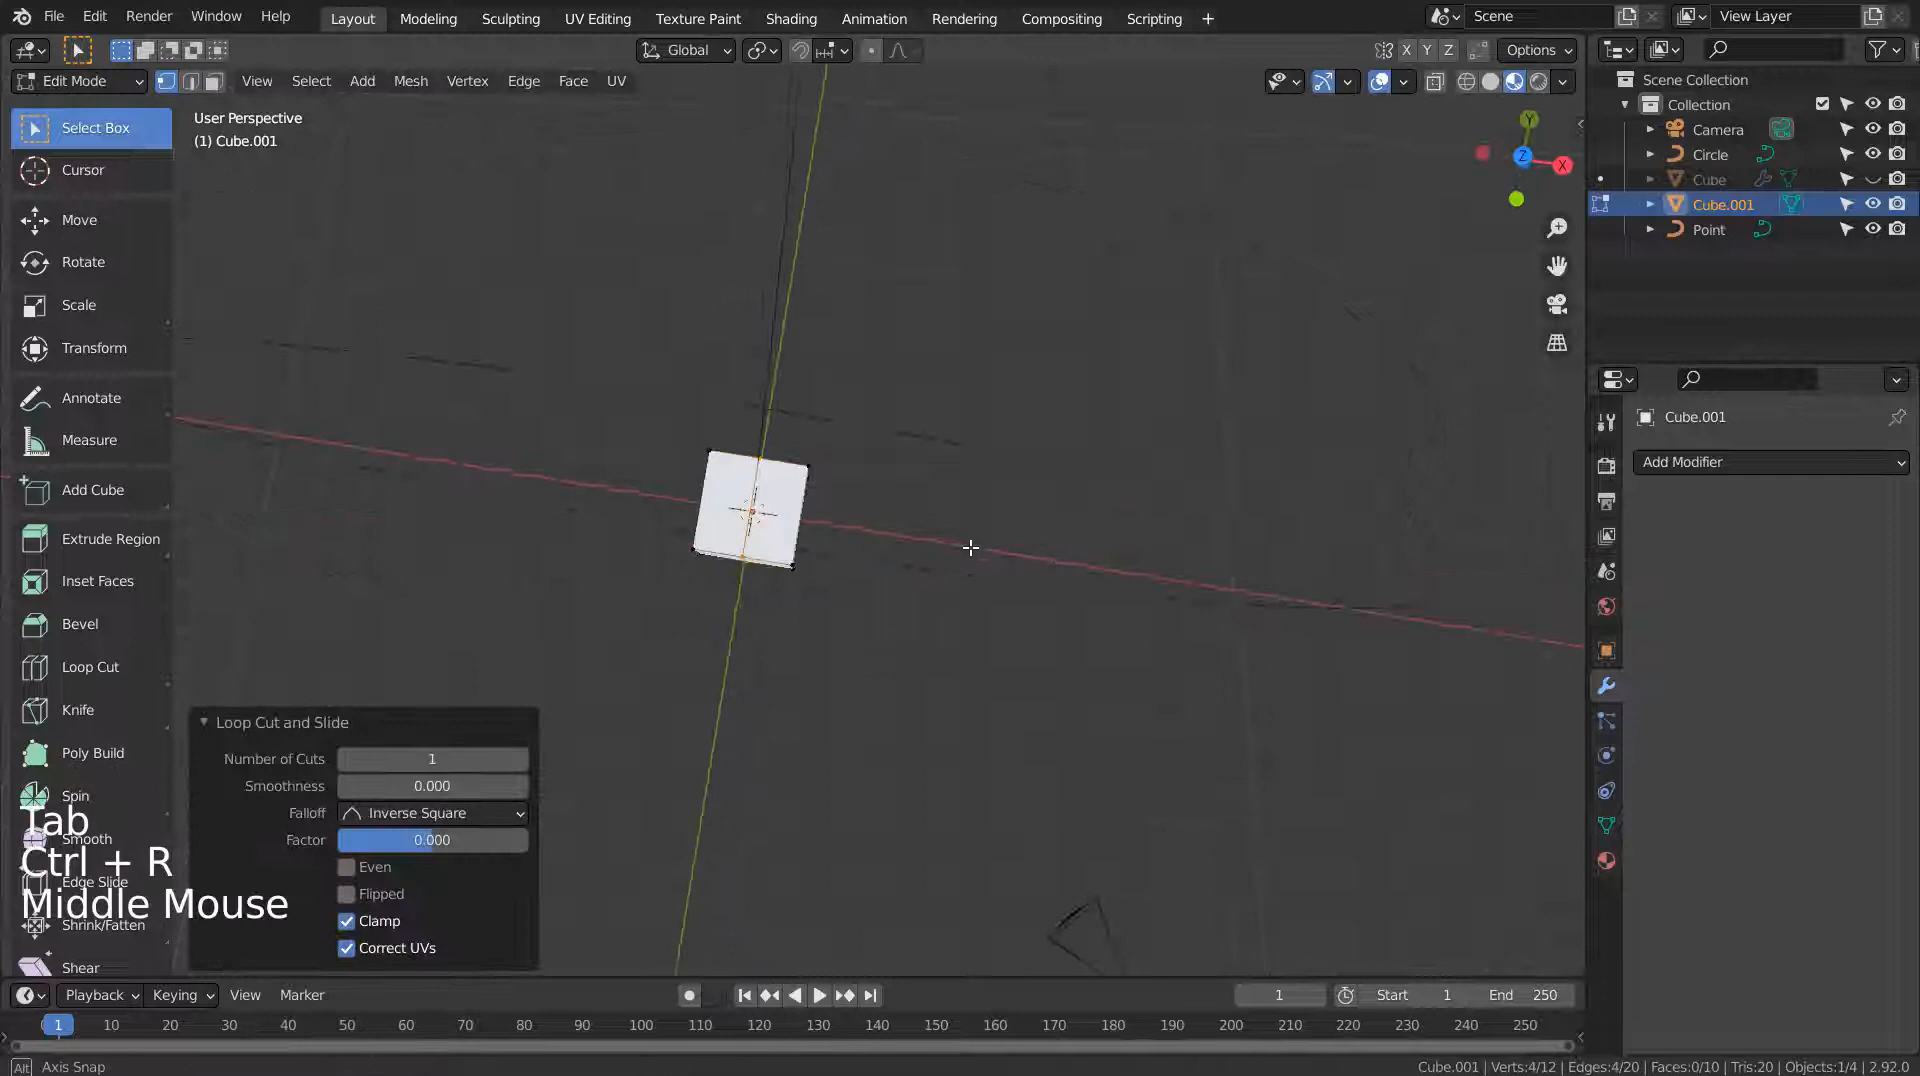 File Edit Render Window Help Layout Modeling Sculpting UV Editing Texture Paint Shading Animation Rendering Compositing Scripting + Scene View Layer
Global X Y Z Options
Edit Mode View Select Add Mesh Vertex Edge Face UV
User Perspective
(1) Cube.001
Select Box
Cursor
Move
Rotate
Scale
Transform
Annotate
Measure
Add Cube
Extrude Region
Inset Faces
Bevel
Loop Cut
Knife
Poly Build
Spin
Smooth
Edge Slide
Shrink/Fatten
Shear
Tab
Ctrl + R
Middle Mouse
Y
Z
X
Loop Cut and Slide
Number of Cuts 1
Smoothness 0.000
Falloff Inverse Square
Factor 0.000
Even
Flipped
Clamp
Correct UVs
Scene Collection
Collection
Camera
Circle
Cube
Cube.001
Point
Cube.001
Add Modifier
Playback Keying View Marker 1 Start 1 End 250
1 10 20 30 40 50 60 70 80 90 100 110 120 130 140 150 160 170 180 190 200 210 220 230 240 250
Alt Axis Snap
Cube.001 | Verts:4/12 | Edges:4/20 | Faces:0/10 | Tris:20 | Objects:1/4 | 2.92.0